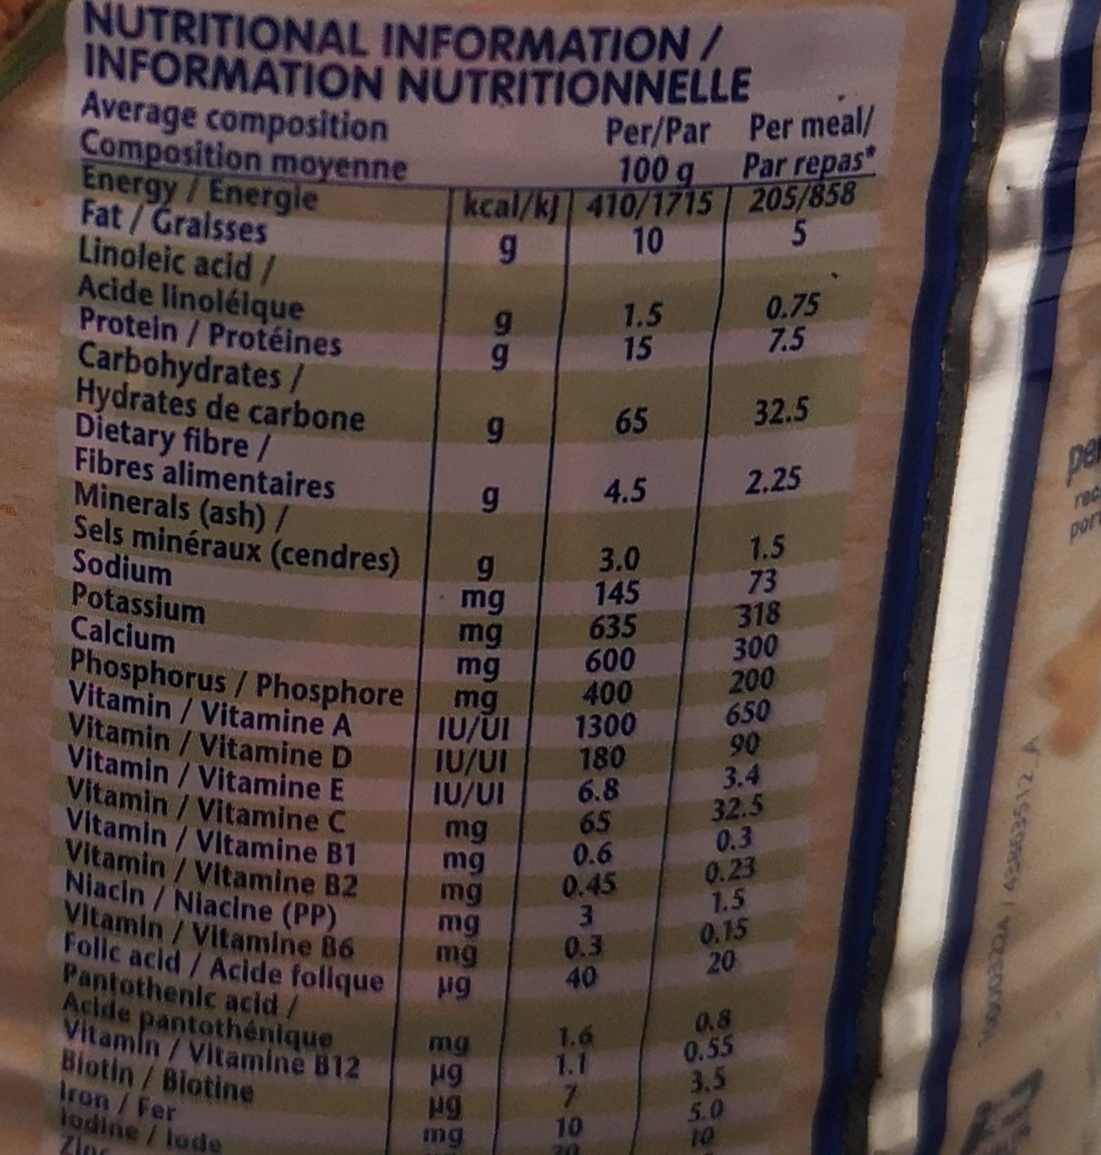 NUTRITIONAL INFORMATION /
INFORMATION NUTRITIONNELLE
Average composition Per/Par Per meal/
Composition moyenne 100 g Par repas*
Energy / Energie kcal/kJ 410/1715 205/858
Fat / Graisses g 10 5
Linoleic acid /
Acide linoléique g 1.5 0.75
Protein / Protéines g 15 7.5
Carbohydrates /
Hydrates de carbone g 65 32.5
Dietary fibre /
Fibres alimentaires g 4.5 2.25
Minerals (ash) /
Sels minéraux (cendres) g 3.0 1.5
Sodium mg 145 73
Potassium mg 635 318
Calcium mg 600 300
Phosphorus / Phosphore mg 400 200
Vitamin / Vitamine A IU/UI 1300 650
Vitamin / Vitamine D IU/UI 180 90
Vitamin / Vitamine E IU/UI 6.8 3.4
Vitamin / Vitamine C mg 65 32.5
Vitamin / Vitamine B1 mg 0.6 0.3
Vitamin / Vitamine B2 mg 0.45 0.23
Niacin / Niacine (PP) mg 3 1.5
Vitamin / Vitamine B6 mg 0.3 0.15
Folic acid / Acide folique µg 40 20
Pantothenic acid /
Acide pantothénique mg 1.6 0.8
Vitamin / Vitamine B12 µg 1.1 0.55
Biotin / Biotine µg 7 3.5
Iron / Fer mg 10 5.0
Iodine / Iode 10